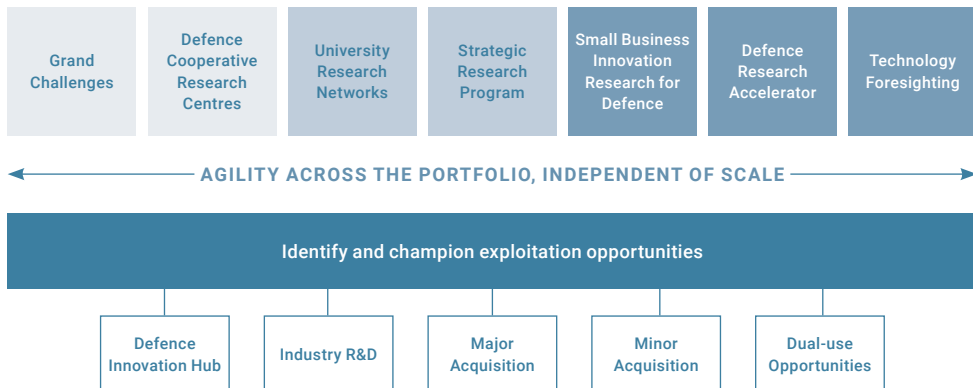 Grand
Challenges
Defence
Cooperative
Research
Centres
University
Research
Networks
Strategic
Research
Program
Small Business
Innovation
Research for
Defence
Defence
Research
Accelerator
Technology
Foresighting
AGILITY ACROSS THE PORTFOLIO, INDEPENDENT OF SCALE
Identify and champion exploitation opportunities
Defence
Innovation Hub
Industry R&D
Major
Acquisition
Minor
Acquisition
Dual-use
Opportunities